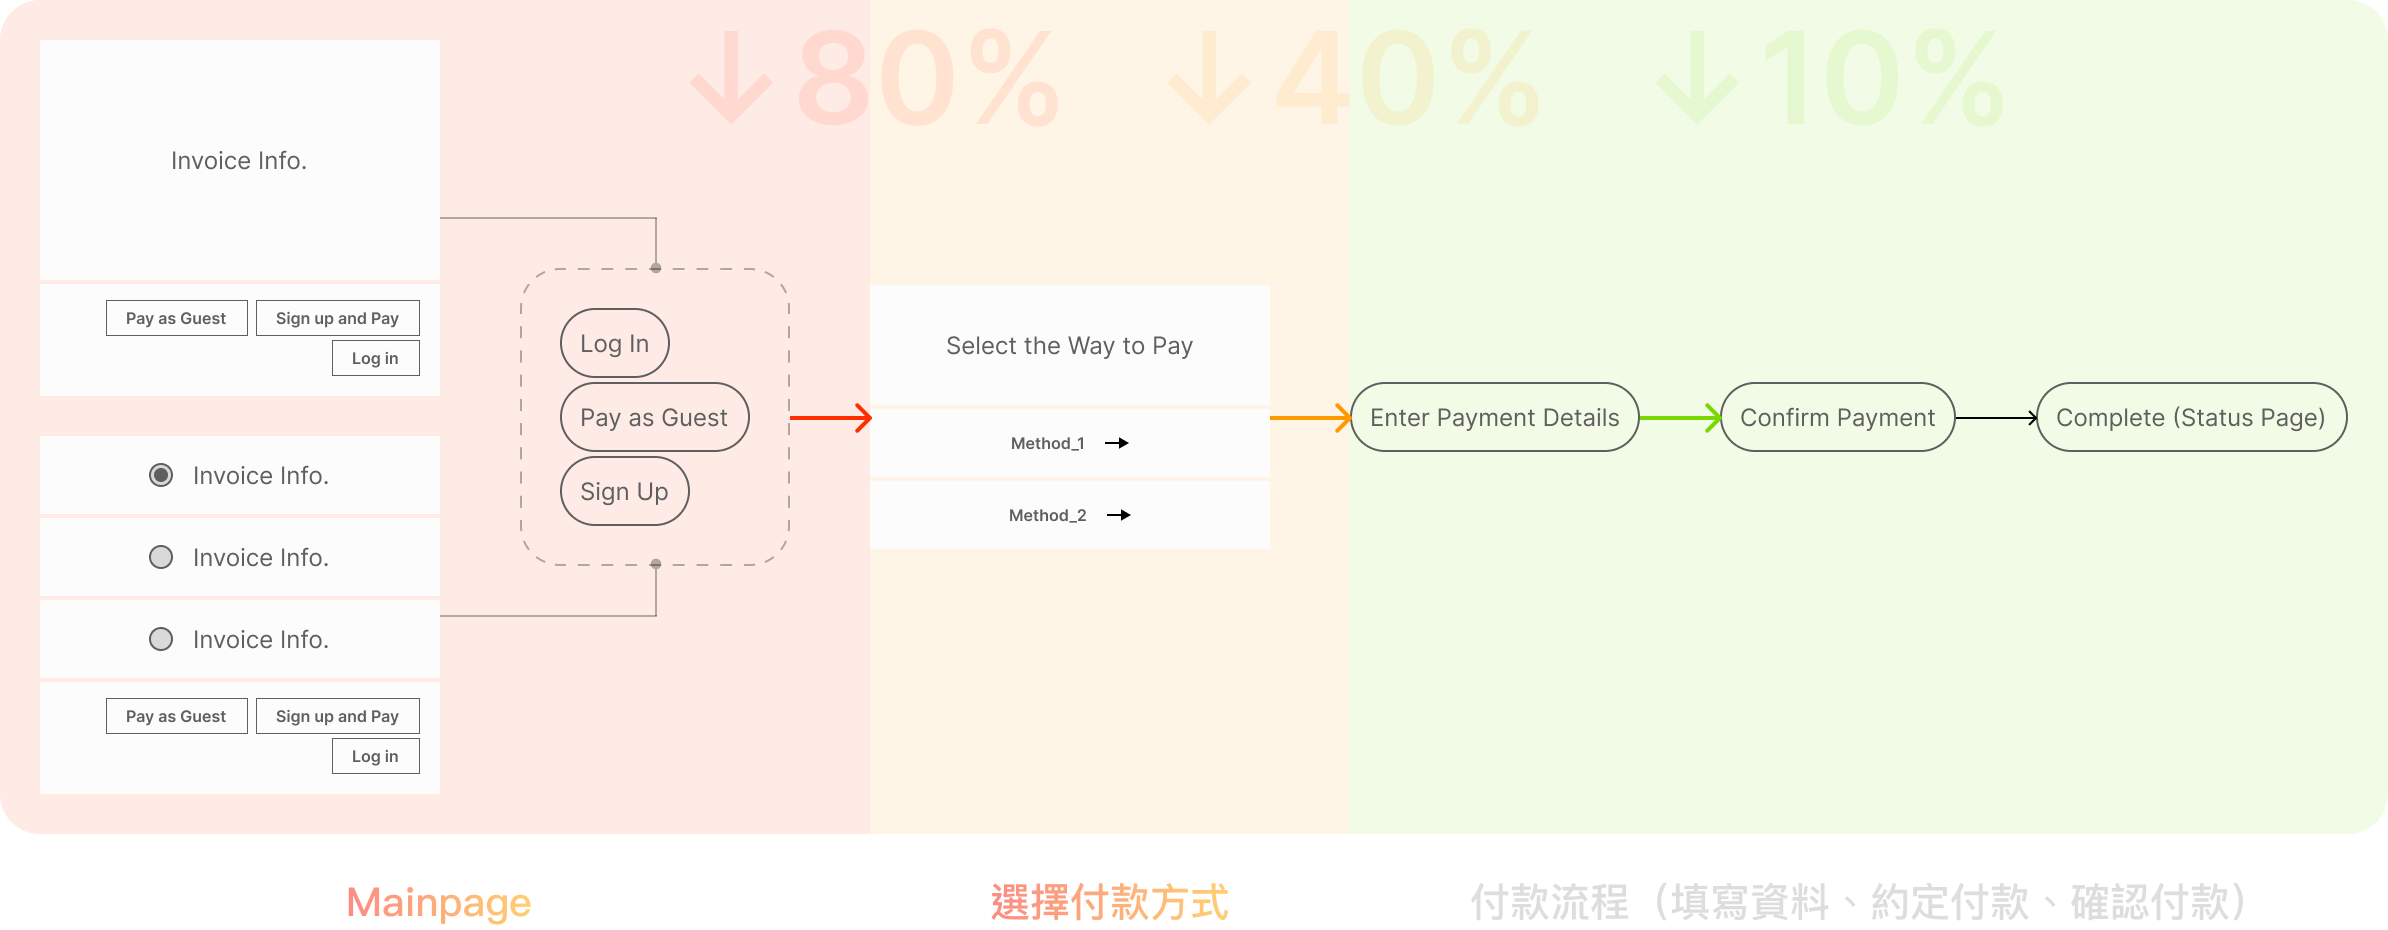 ↓80%
↓40%
↓10%
Invoice Info.
Pay as Guest
Sign up and Pay
Log in
Invoice Info.
Invoice Info.
Invoice Info.
Pay as Guest
Sign up and Pay
Log in
Log In
Pay as Guest
Sign Up
Select the Way to Pay
Method_1
Method_2
Enter Payment Details
Confirm Payment
Complete (Status Page)
Mainpage
選擇付款方式
付款流程（填寫資料、約定付款、確認付款）